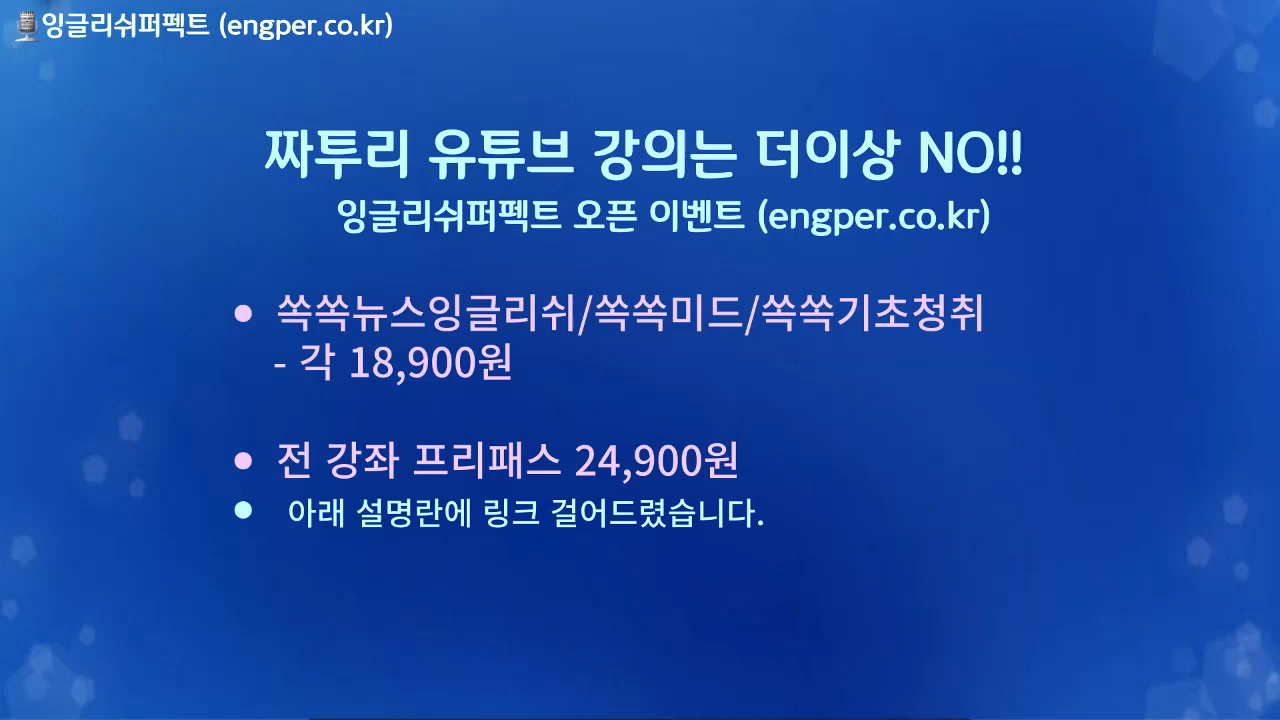 잉글리쉬퍼펙트 (engper.co.kr)
짜투리 유튜브 강의는 더이상 NO!!
잉글리쉬퍼펙트 오픈 이벤트 (engper.co.kr)
● 쏙쏙뉴스잉글리쉬/쏙쏙미드/쏙쏙기초청취
- 각 18,900원
● 전 강좌 프리패스 24,900원
● 아래 설명란에 링크 걸어드렸습니다.